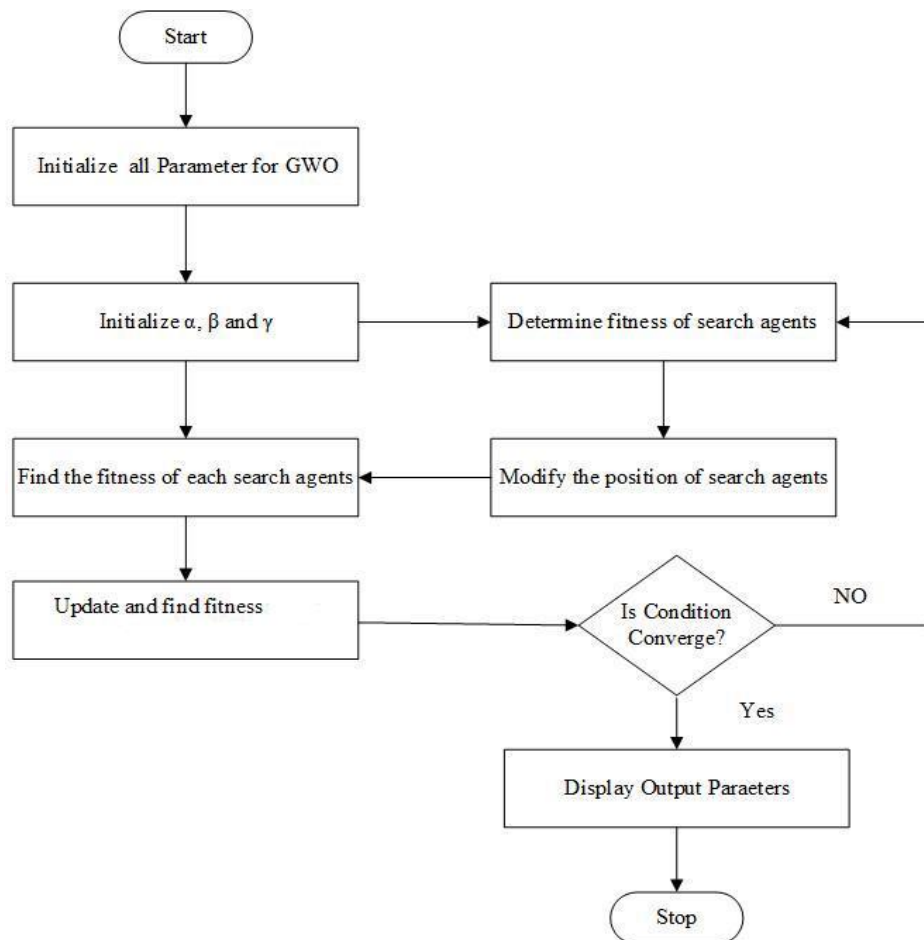 Start
Initialize all Parameter for GWO
Initialize α, β and γ
Determine fitness of search agents
Find the fitness of each search agents
Modify the position of search agents
Update and find fitness
Is Condition
Converge?
NO
Yes
Display Output Paraeters
Stop